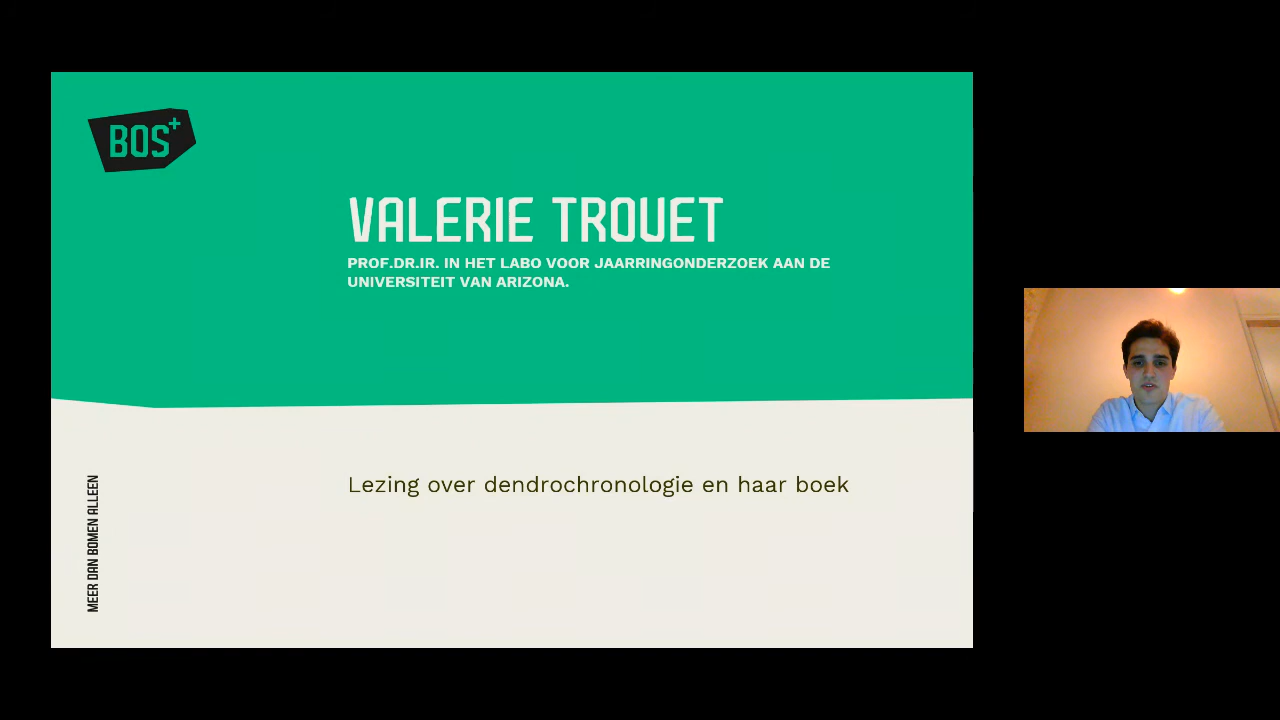 BOS+
VALERIE TROUET
PROF.DR.IR. IN HET LABO VOOR JAARRINGONDERZOEK AAN DE
UNIVERSITEIT VAN ARIZONA.
Lezing over dendrochronologie en haar boek
MEER DAN BOMEN ALLEEN